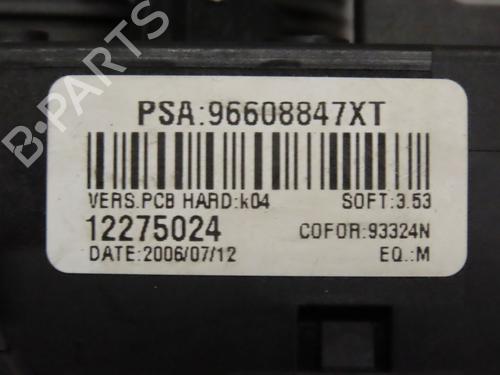 PSA:96608847XT
VERS.PCB HARD:k04 SOFT:3.53
12275024 COFOR:93324N
DATE:2006/07/12 EQ.:M
B PARTS